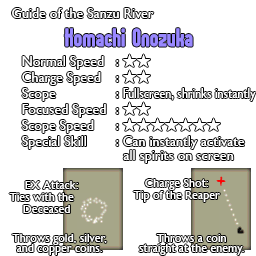 Guide of the Sanzu River
Komachi Onozuka
Normal Speed : ☆☆
Charge Speed : ☆☆
Scope : Fullscreen, shrinks instantly
Focused Speed : ☆☆
Scope Speed : ☆☆☆☆☆☆☆☆
Special Skill : Can instantly activate
all spirits on screen
EX Attack:
Ties with the
Deceased
Throws gold, silver,
and copper coins.
Charge Shot:
Tip of the Reaper
Throws a coin
straight at the enemy.